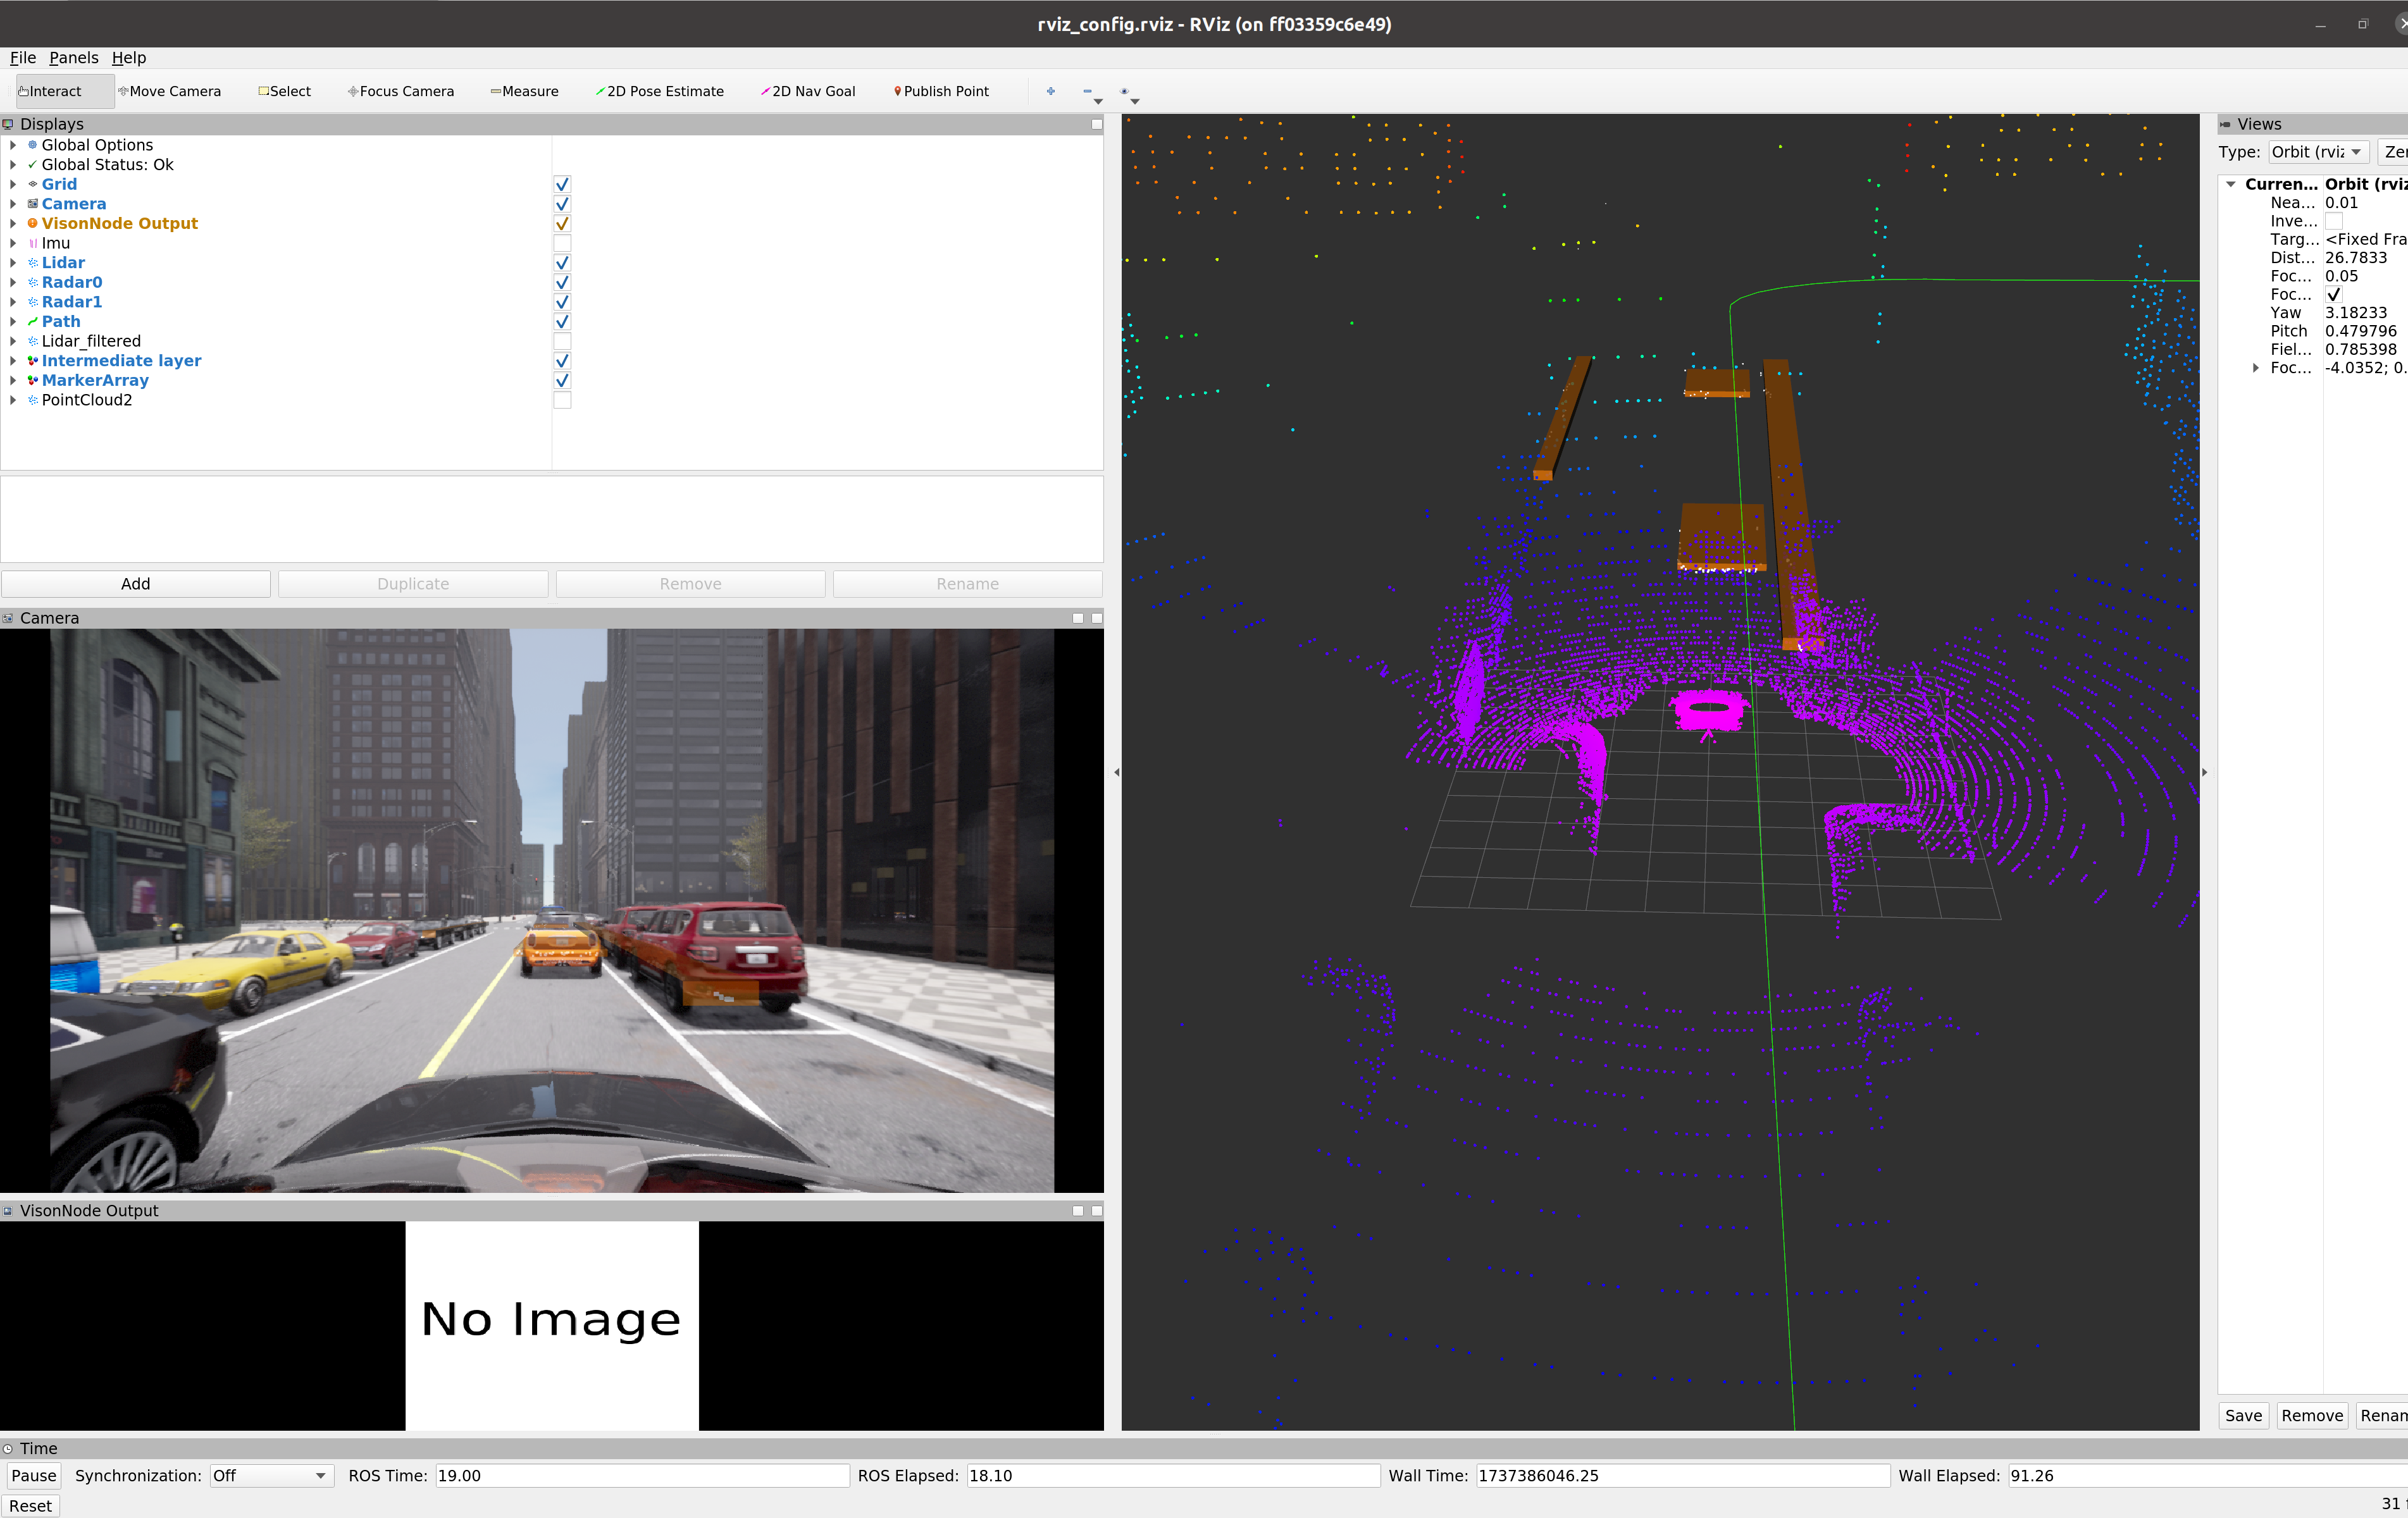 rviz_config.rviz - RViz (on ff03359c6e49)
File Panels Help
Interact Move Camera Select Focus Camera Measure 2D Pose Estimate 2D Nav Goal Publish Point
Displays
Global Options
Global Status: Ok
Grid
Camera
VisonNode Output
Imu
Lidar
Radar0
Radar1
Path
Lidar_filtered
Intermediate layer
MarkerArray
PointCloud2
Add Duplicate Remove Rename
Camera
VisonNode Output
No Image
Views
Type: Orbit (rviz Zer
Curren... Orbit (rviz
Nea... 0.01
Inve...
Targ... <Fixed Fra
Dist... 26.7833
Foc... 0.05
Foc...
Yaw 3.18233
Pitch 0.479796
Fiel... 0.785398
Foc... -4.0352; 0.
Save Remove Renam
Time
Pause Synchronization: Off ROS Time: 19.00 ROS Elapsed: 18.10 Wall Time: 1737386046.25 Wall Elapsed: 91.26
Reset 31